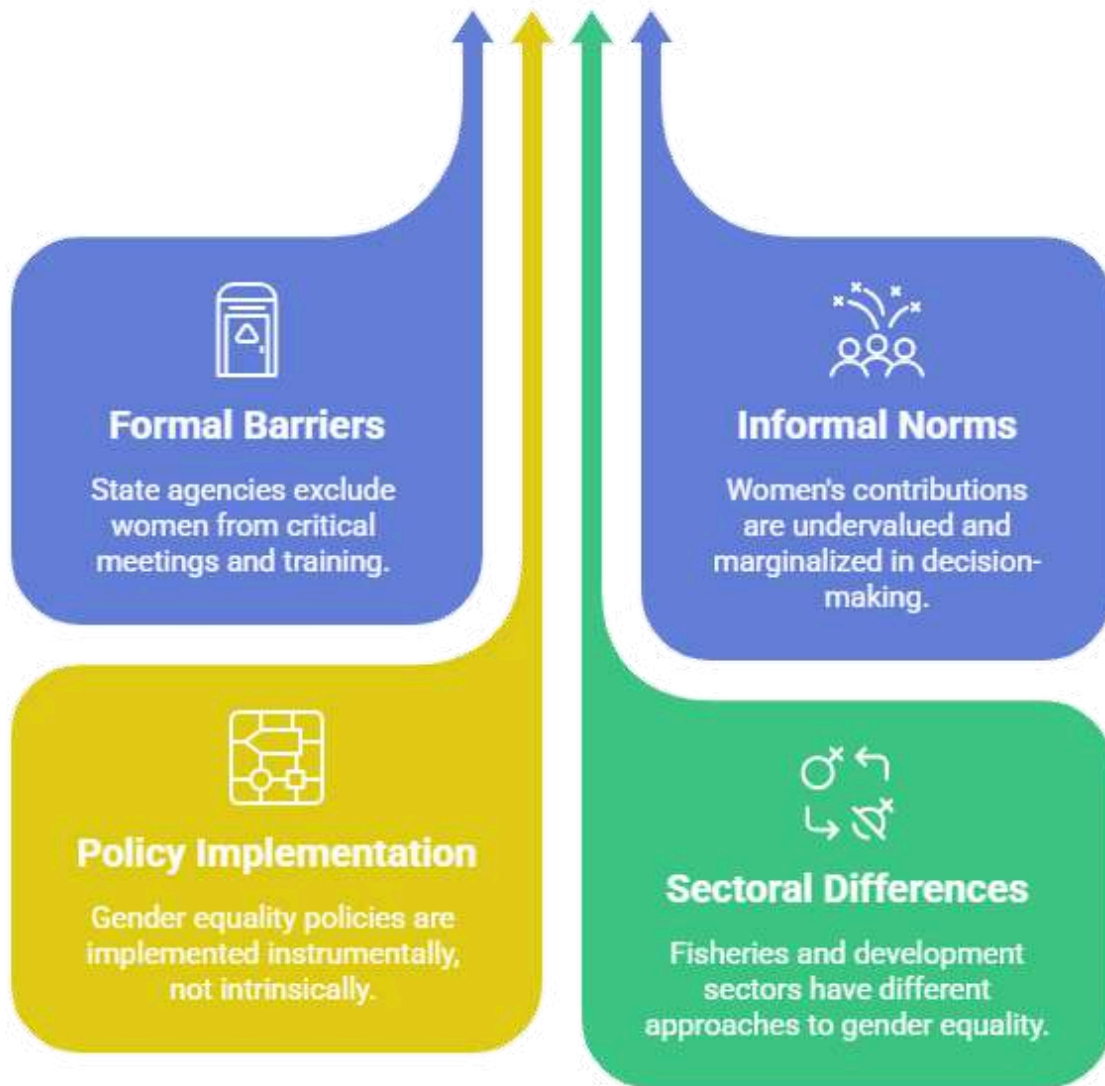 Formal Barriers
State agencies exclude
women from critical
meetings and training.
Informal Norms
Women's contributions
are undervalued and
marginalized in decision-
making.
Policy Implementation
Gender equality policies are
implemented instrumentally,
not intrinsically.
Sectoral Differences
Fisheries and development
sectors have different
approaches to gender equality.